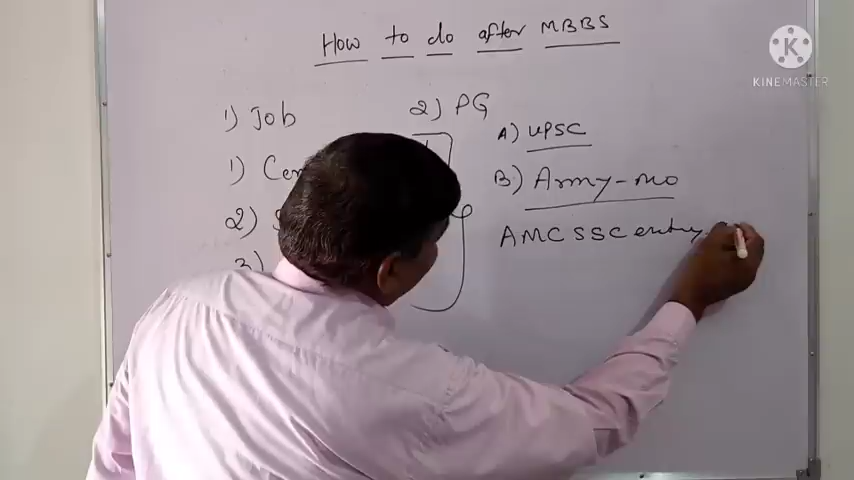 How to do after MBBS
1) Job
1) Cen
2)
3)
2) PG
A) UPSC
B) Army-MO
AMC SSC entry
KINEMASTER